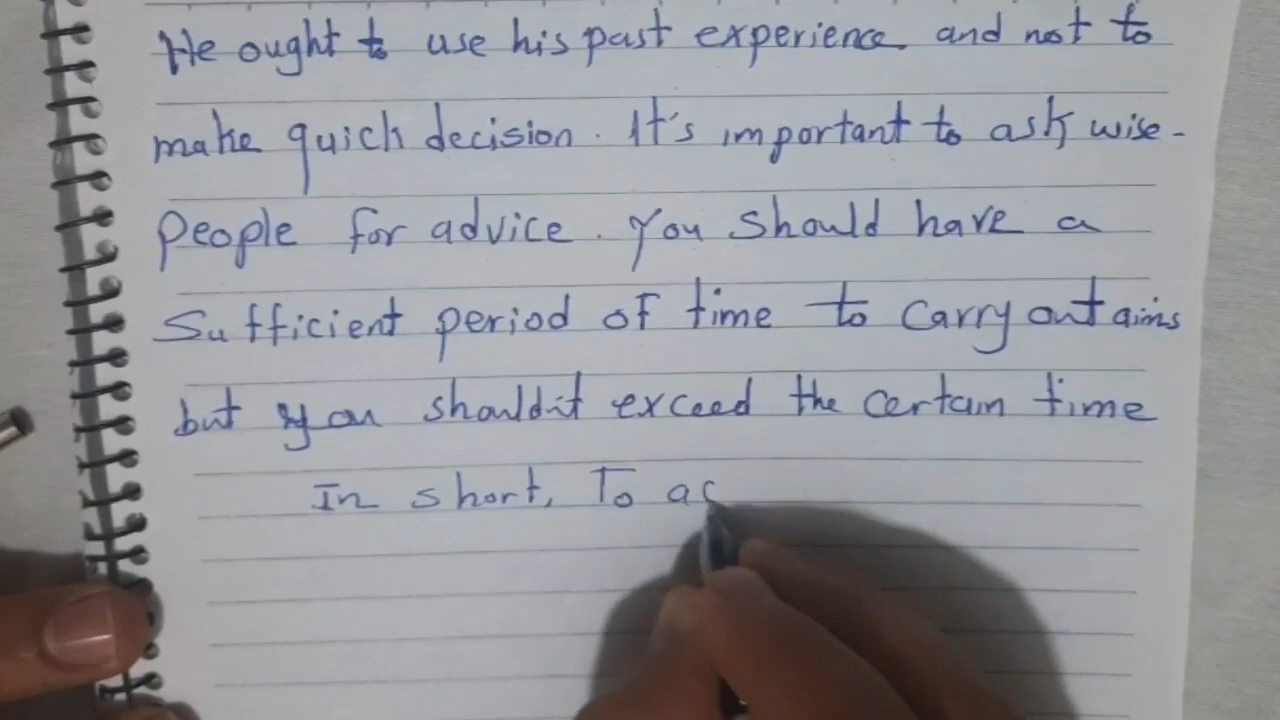 He ought to use his past experience and not to
make quick decision. It's important to ask wise-
people for advice. You should have a
Sufficient period of time to carry out aims
but you shouldn't exceed the certain time
In short, To ac